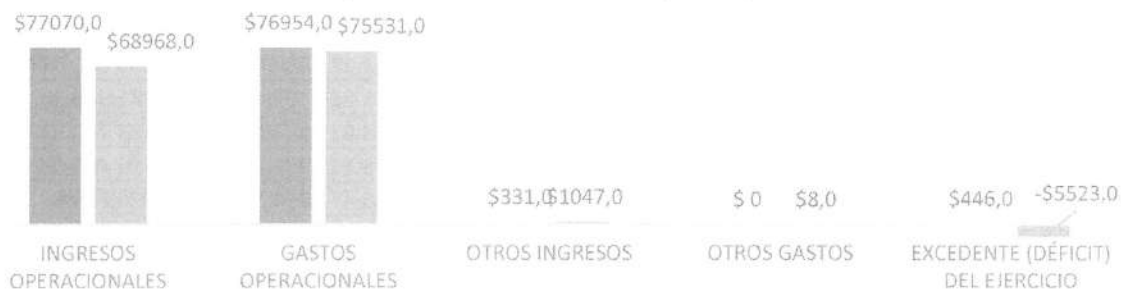 $77070,0
$68968,0
$76954,0 $75531,0
$331,0 $1047,0
$ 0 $8,0
$446,0 -$5523,0
INGRESOS
OPERACIONALES
GASTOS
OPERACIONALES
OTROS INGRESOS
OTROS GASTOS
EXCEDENTE (DÉFICIT)
DEL EJERCICIO